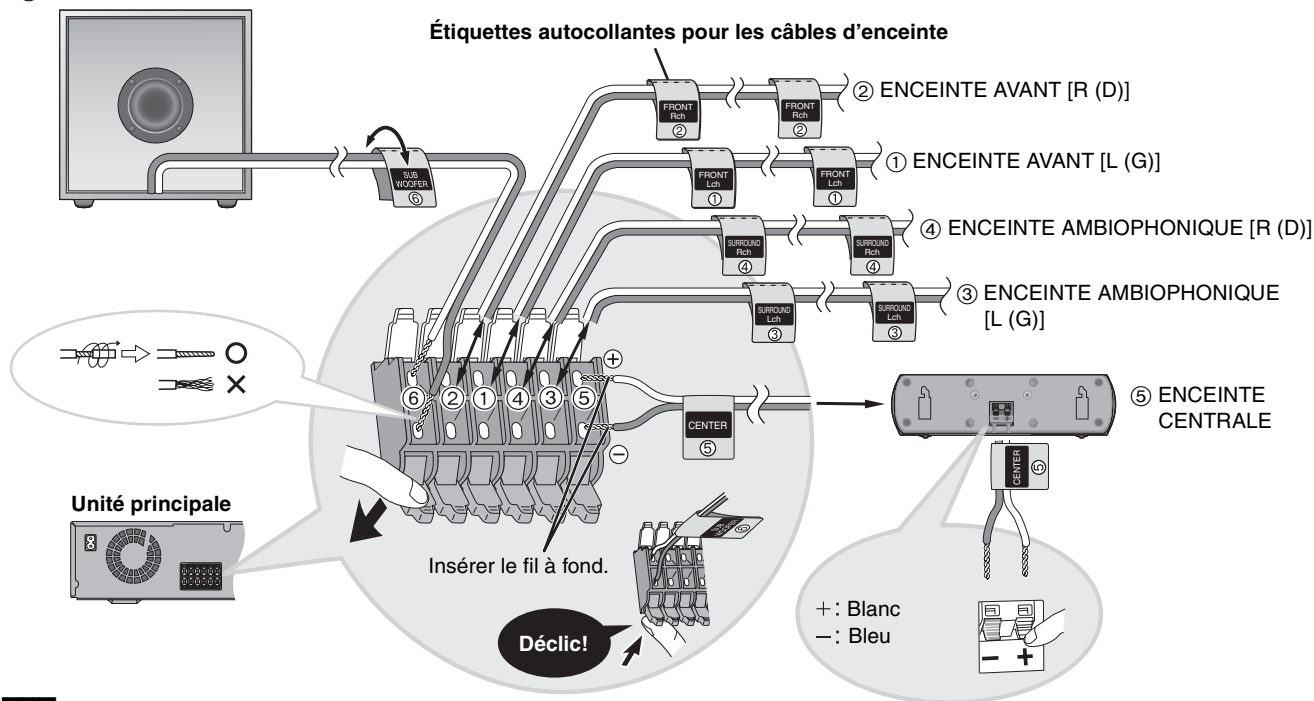 Étiquettes autocollantes pour les câbles d'enceinte
FRONT
Rch
②
FRONT
Rch
②
② ENCEINTE AVANT [R (D)]
FRONT
Lch
①
FRONT
Lch
①
① ENCEINTE AVANT [L (G)]
SUB
WOOFER
⑥
SURROUND
Rch
④
SURROUND
Rch
④
④ ENCEINTE AMBIOPHONIQUE [R (D)]
SURROUND
Lch
③
SURROUND
Lch
③
③ ENCEINTE AMBIOPHONIQUE
[L (G)]
⑥ ② ① ④ ③ ⑤
+
−
CENTER
⑤
⑤ ENCEINTE
CENTRALE
CENTER
⑤
Unité principale
Insérer le fil à fond.
Déclic!
+: Blanc
−: Bleu
− +